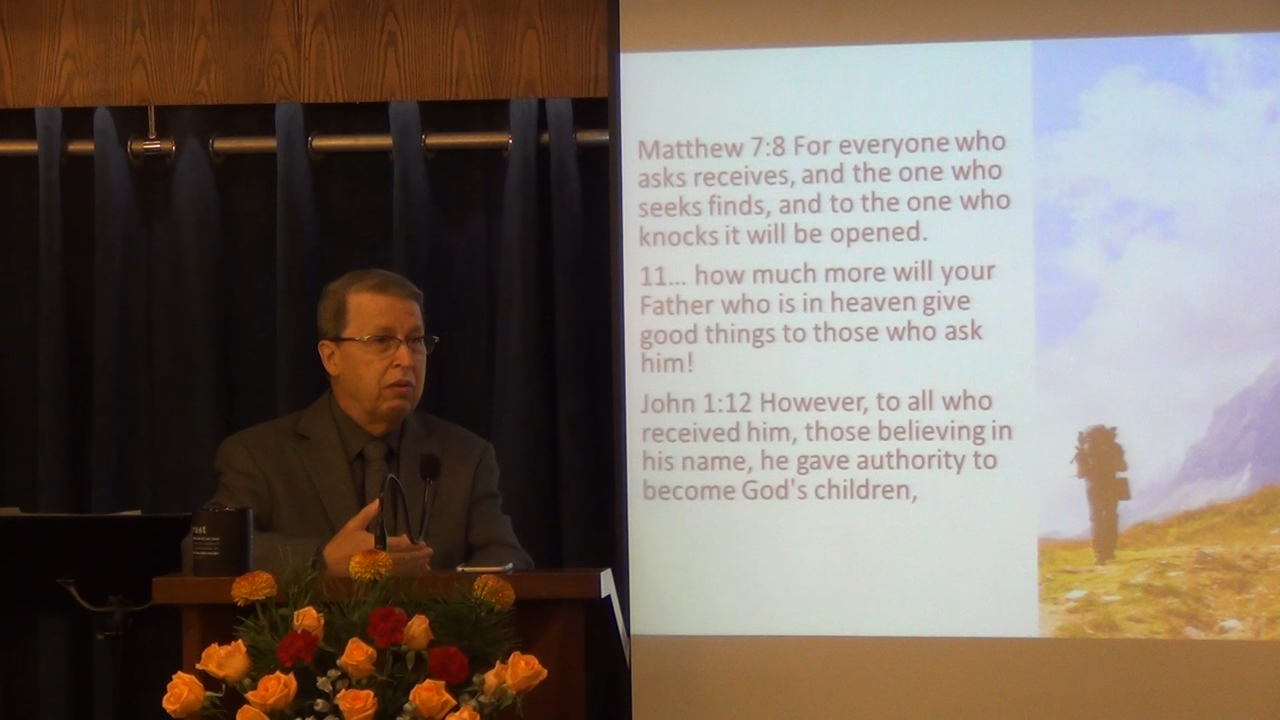 Matthew 7:8 For everyone who
asks receives, and the one who
seeks finds, and to the one who
knocks it will be opened.
11... how much more will your
Father who is in heaven give
good things to those who ask
him!
John 1:12 However, to all who
received him, those believing in
his name, he gave authority to
become God's children,